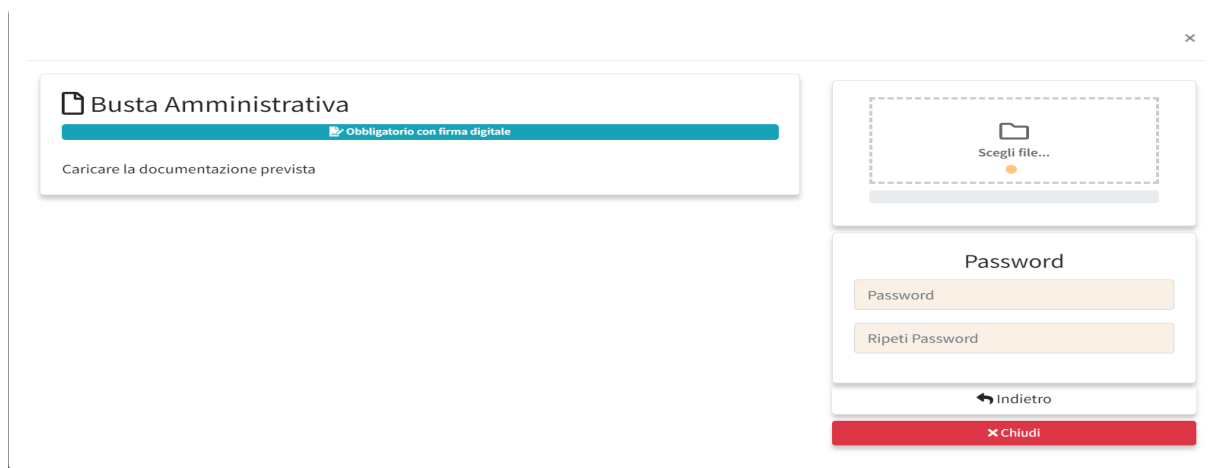 ×
Busta Amministrativa
Obbligatorio con firma digitale
Caricare la documentazione prevista
Scegli file...
Password
Password
Ripeti Password
Indietro
Chiudi